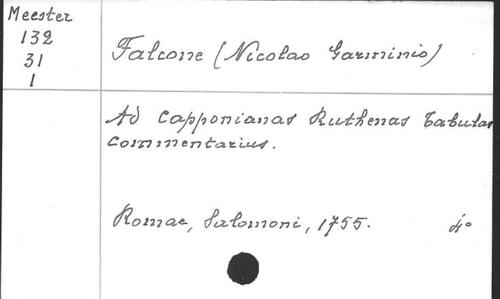 Meester
132
31
1
Falcone (Nicolao Garminio)
Ad Capponianas Ruthenas tabulas
Commentarius.
Romae, Salomoni, 1755. 4°